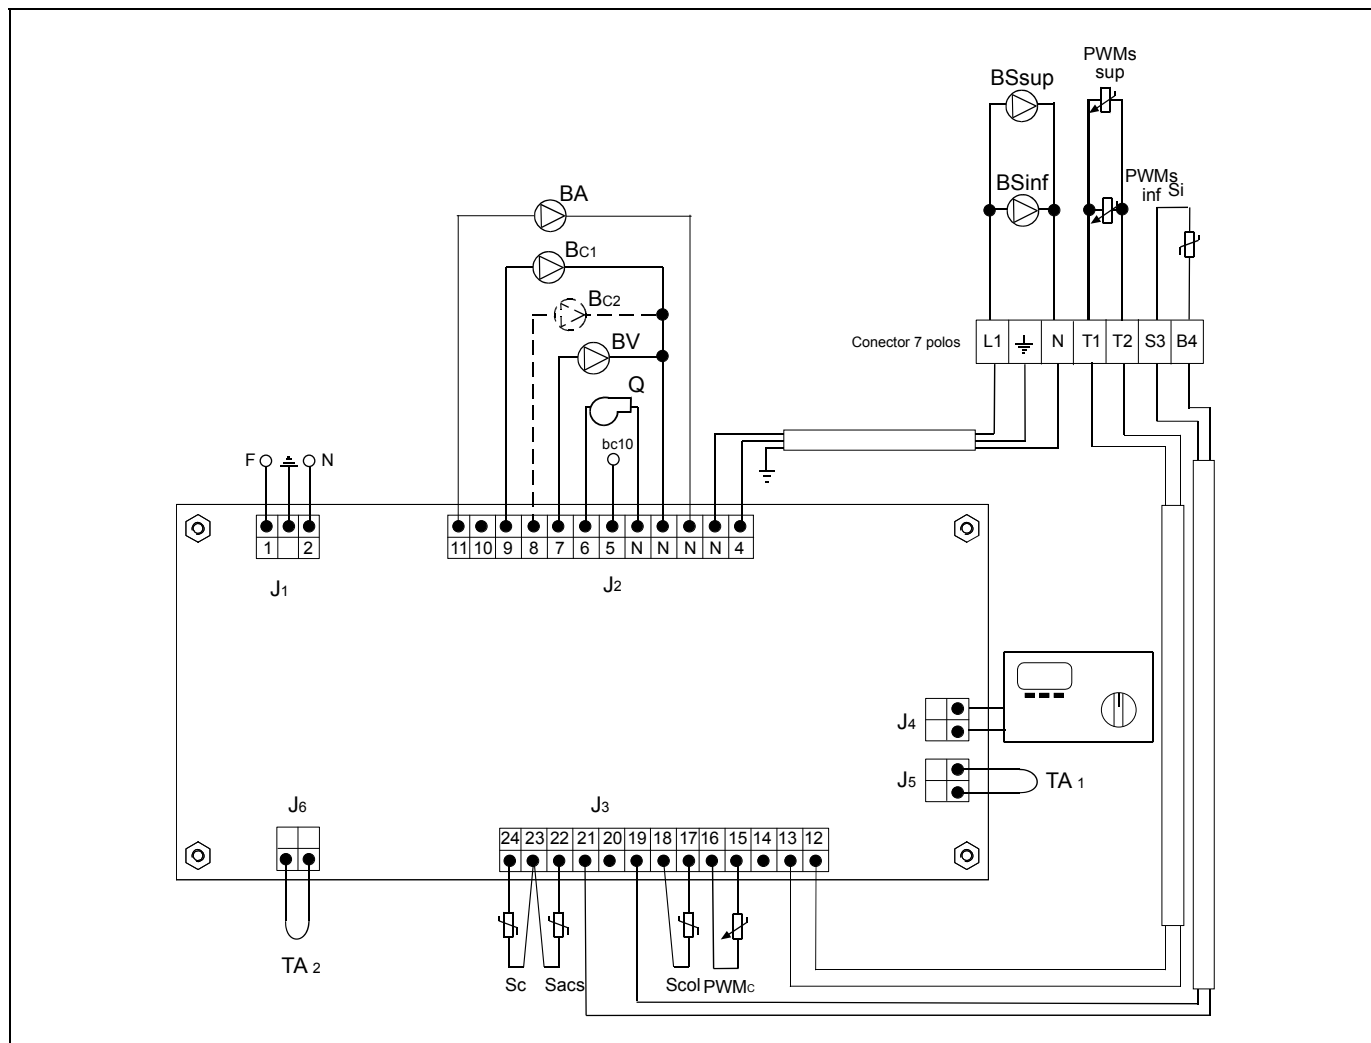 PWMs
sup
BSsup
BSinf
PWMs
inf
Si
BA
BC1
BC2
BV
Q
bc10
Conector 7 polos
L1 N T1 T2 S3 B4
F N
1 2
11 10 9 8 7 6 5 N N N N 4
J1
J2
J4
J5
TA 1
J6
J3
24 23 22 21 20 19 18 17 16 15 14 13 12
TA 2
Sc Sacs Scol PWMC